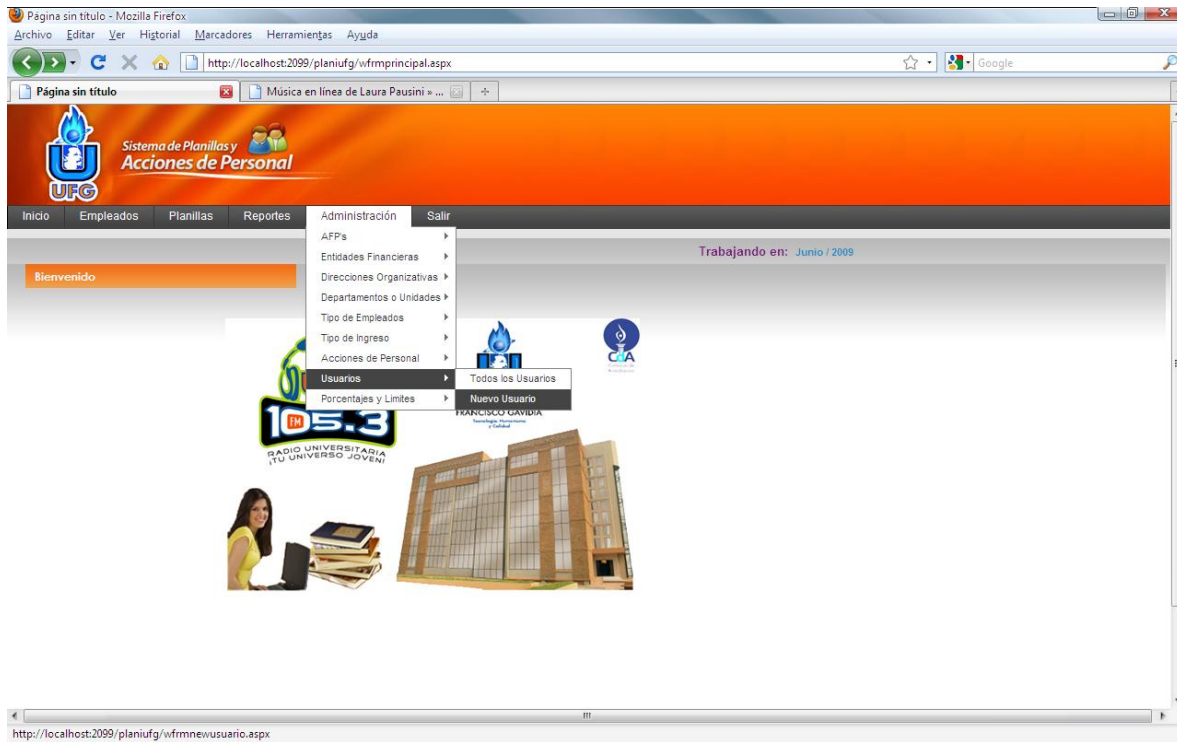 Página sin título - Mozilla Firefox
Archivo Editar Ver Historial Marcadores Herramientas Ayuda
http://localhost:2099/planiufg/wfrmprincipal.aspx
Google
Página sin título
Música en línea de Laura Pausini » ...
Sistema de Planillas y
Acciones de Personal
UFG
Inicio Empleados Planillas Reportes Administración Salir
Trabajando en: Junio / 2009
Bienvenido
AFP's
Entidades Financieras
Direcciones Organizativas
Departamentos o Unidades
Tipo de Empleados
Tipo de Ingreso
Acciones de Personal
Usuarios
Porcentajes y Limites
Todos los Usuarios
Nuevo Usuario
CdA
FRANCISCO GAVIDIA
Tecnología, Humanismo
y Calidad
105.3
FM
RADIO UNIVERSITARIA
¡TU UNIVERSO JOVEN!
http://localhost:2099/planiufg/wfrmnewusuario.aspx